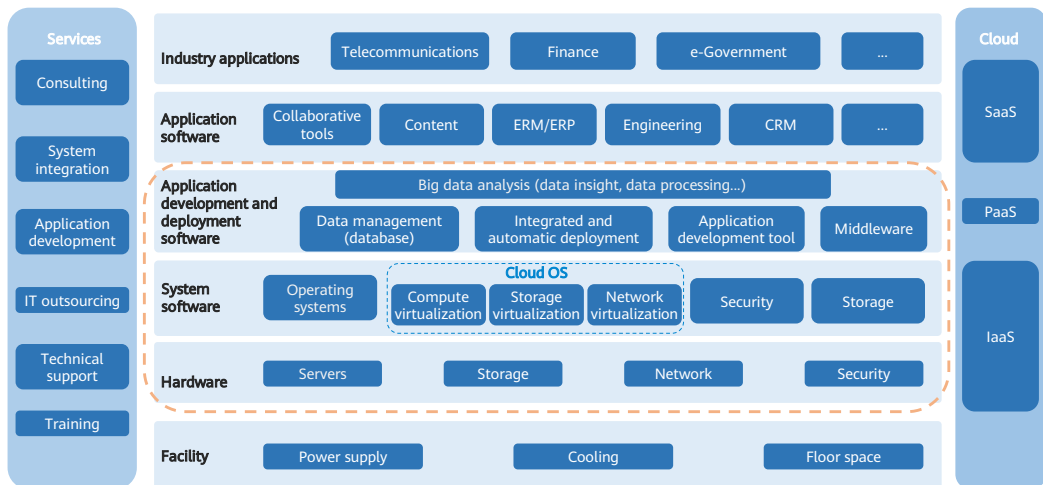 Services
Consulting
System
integration
Application
development
IT outsourcing
Technical
support
Training
Industry applications
Telecommunications
Finance
e-Government
...
Application
software
Collaborative
tools
Content
ERM/ERP
Engineering
CRM
...
Application
development and
deployment
software
Big data analysis (data insight, data processing...)
Data management
(database)
Integrated and
automatic deployment
Application
development tool
Middleware
System
software
Operating
systems
Cloud OS
Compute
virtualization
Storage
virtualization
Network
virtualization
Security
Storage
Hardware
Servers
Storage
Network
Security
Facility
Power supply
Cooling
Floor space
Cloud
SaaS
PaaS
IaaS